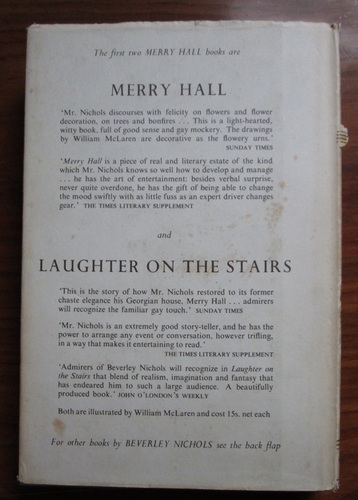 The first two MERRY HALL books are
MERRY HALL
'Mr. Nichols discourses with felicity on flowers and flower
decoration, on trees and bonfires . . . This is a light-hearted,
witty book, full of good sense and gay mockery. The drawings
by William McLaren are decorative as the flowery urns.'
SUNDAY TIMES
'Merry Hall is a piece of real and literary estate of the kind
which Mr. Nichols knows so well how to develop and manage
. . . he has the art of entertainment: besides verbal surprise,
never quite overdone, he has the gift of being able to change
the mood swiftly with as little fuss as an expert driver changes
gear.' THE TIMES LITERARY SUPPLEMENT
and
LAUGHTER ON THE STAIRS
'This is the story of how Mr. Nichols restored to its former
chaste elegance his Georgian house, Merry Hall . . . admirers
will recognize the familiar gay touch.' SUNDAY TIMES
'Mr. Nichols is an extremely good story-teller, and he has the
power to arrange any event or conversation, however trifling,
in a way that makes it entertaining to read.'
THE TIMES LITERARY SUPPLEMENT
'Admirers of Beverley Nichols will recognize in Laughter on
the Stairs that blend of realism, imagination and fantasy that
has endeared him to such a large audience. A beautifully
produced book.' JOHN O'LONDON'S WEEKLY
Both are illustrated by William McLaren and cost 15s. net each
For other books by BEVERLEY NICHOLS see the back flap